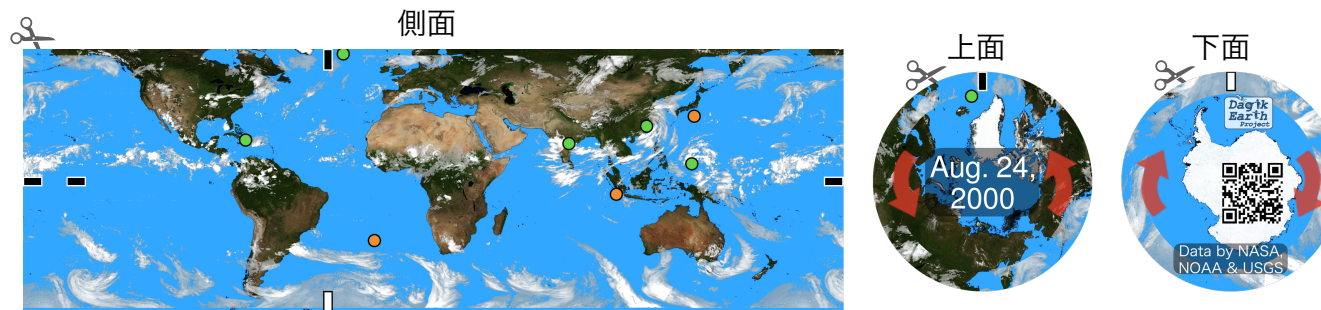 側面
上面
Aug. 24,
2000
下面
Dagik
Earth
Project
Data by NASA,
NOAA & USGS